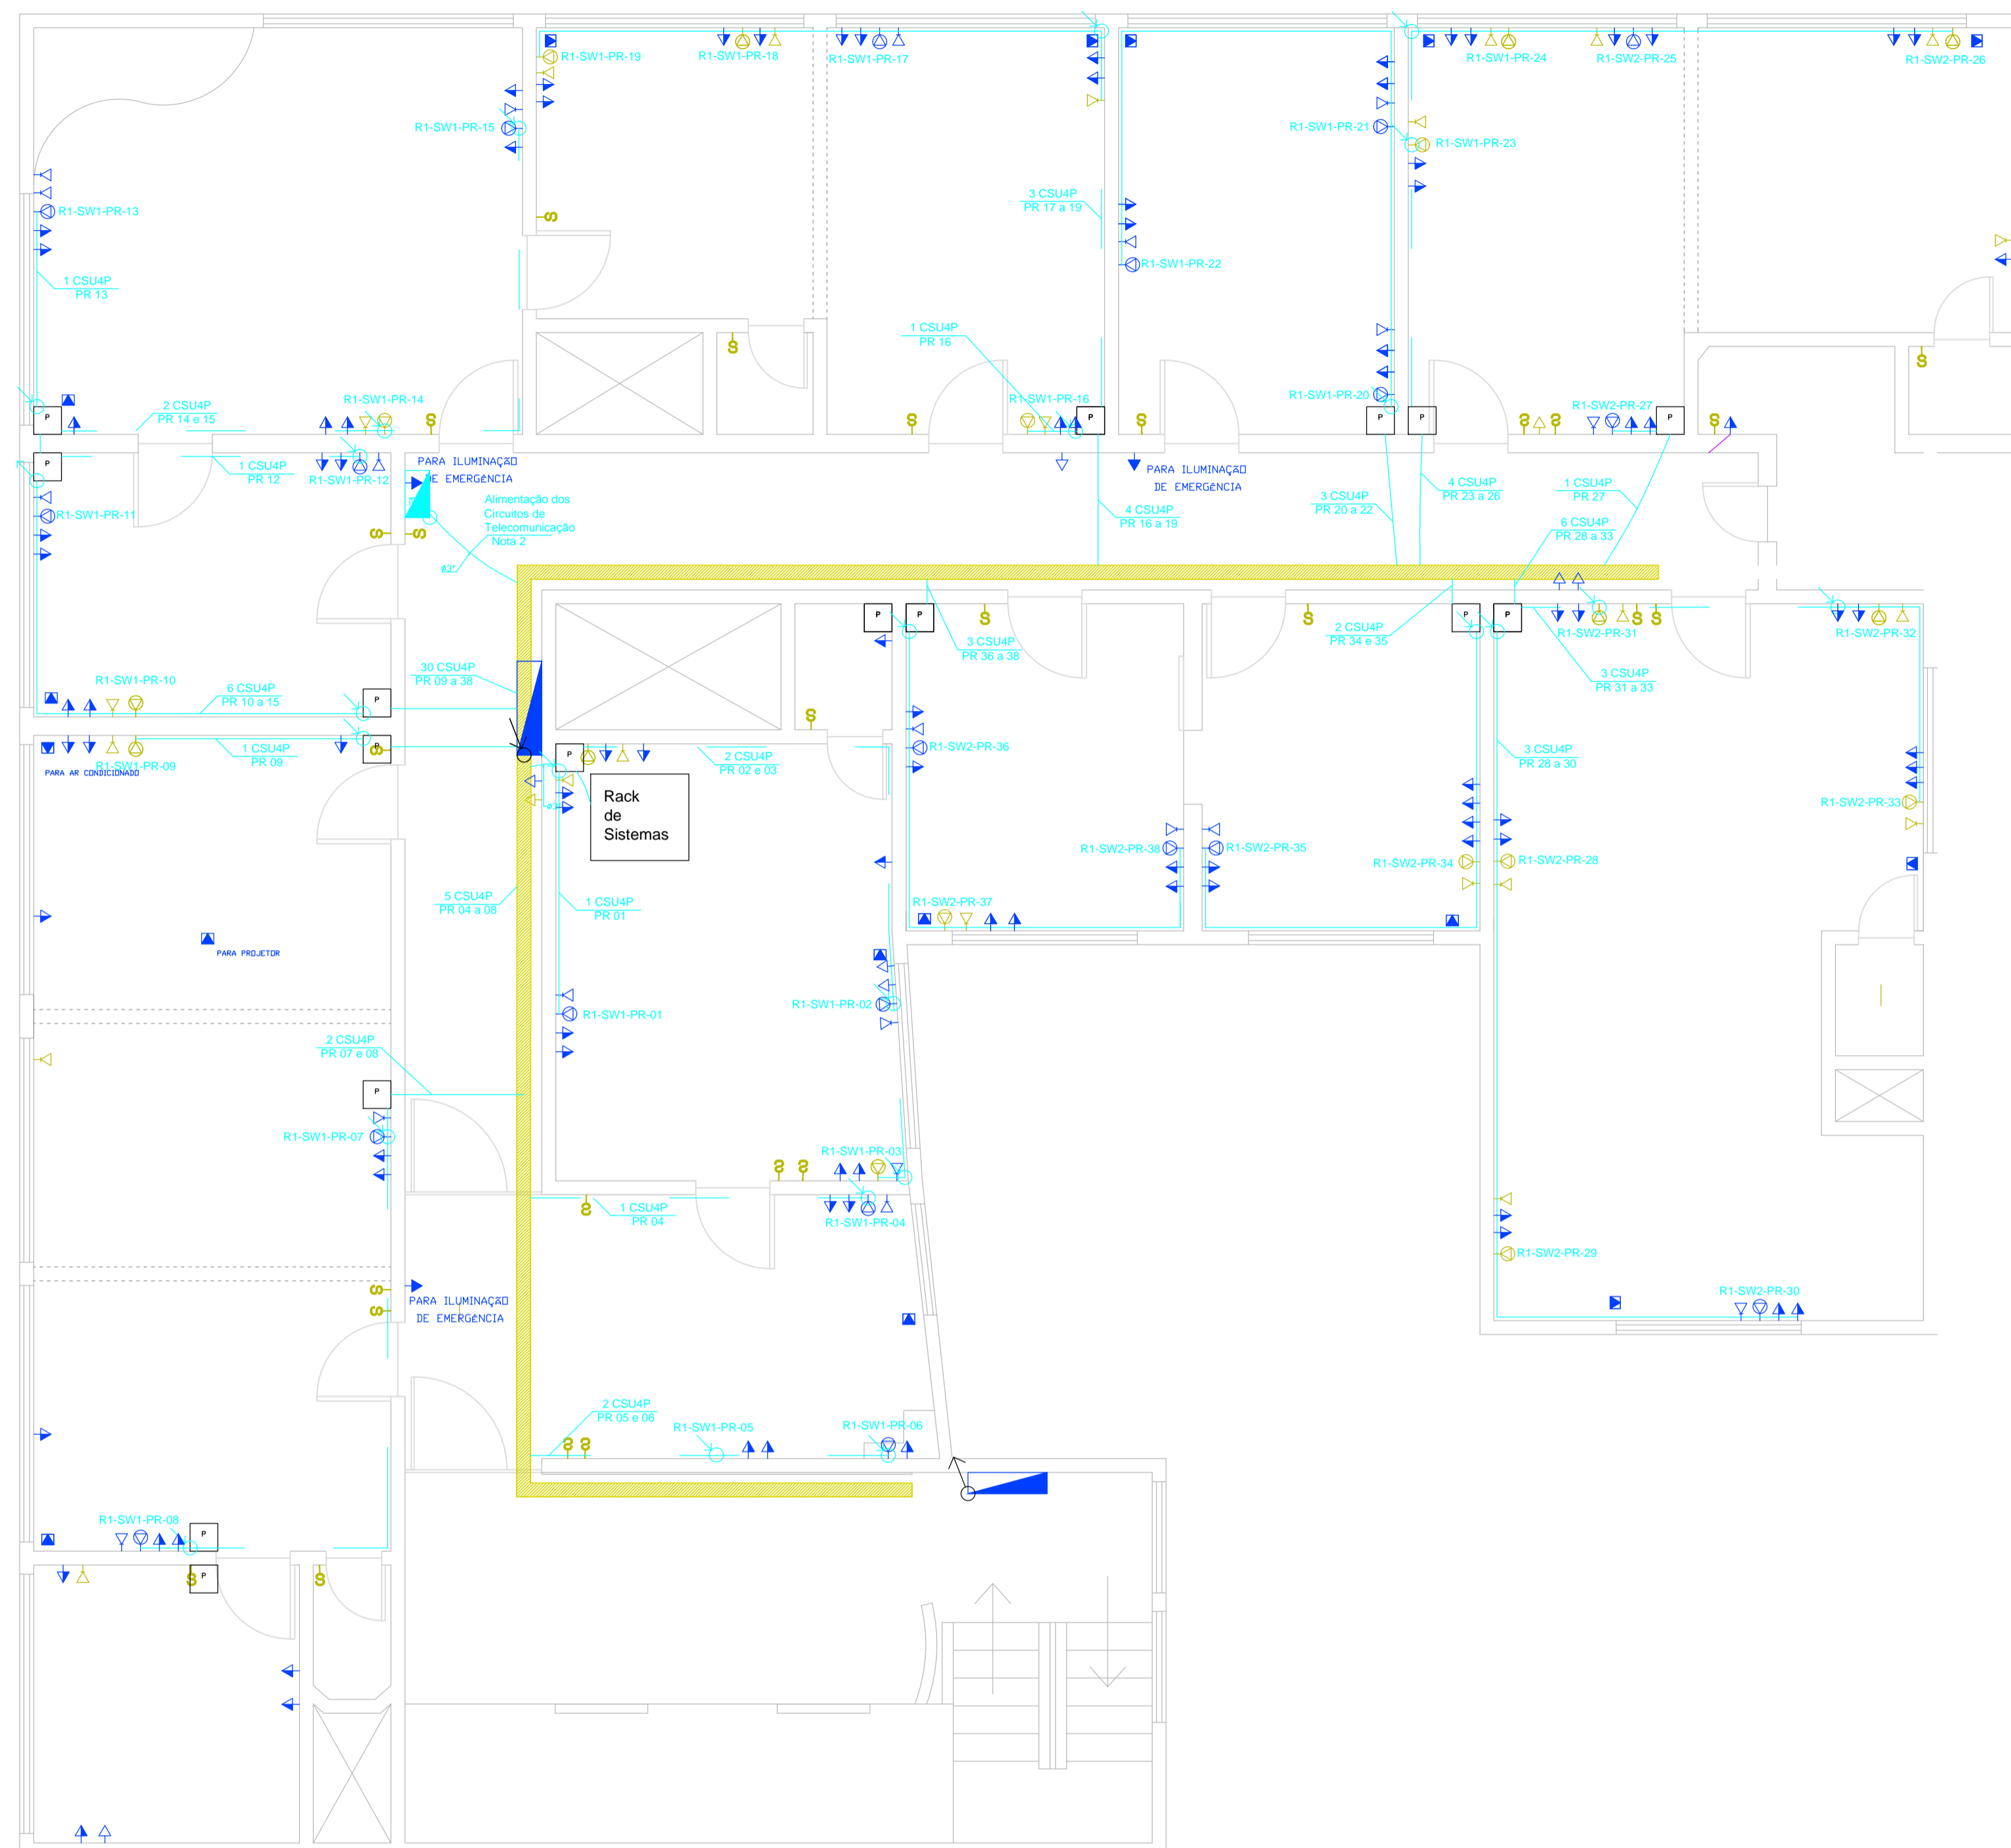 R1-SW1-PR-19
R1-SW1-PR-18
R1-SW1-PR-17
R1-SW1-PR-24
R1-SW2-PR-25
R1-SW2-PR-26
R1-SW1-PR-15
R1-SW1-PR-21
R1-SW1-PR-23
R1-SW1-PR-13
3 CSU4P
PR 17 a 19
R1-SW1-PR-22
1 CSU4P
PR 13
1 CSU4P
PR 16
R1-SW1-PR-14
2 CSU4P
PR 14 e 15
R1-SW1-PR-16
R1-SW1-PR-20
R1-SW2-PR-27
P
P
P
P
P
S
S
S
S
S
S
S
S
S
P
1 CSU4P
PR 12
R1-SW1-PR-12
PARA ILUMINAÇÃO
DE EMERGÊNCIA
PARA ILUMINAÇÃO
DE EMERGÊNCIA
R1-SW1-PR-11
Alimentação dos
Circuitos de
Telecomunicação
Nota 2
ø3"
4 CSU4P
PR 16 a 19
3 CSU4P
PR 20 a 22
4 CSU4P
PR 23 a 26
1 CSU4P
PR 27
6 CSU4P
PR 28 a 33
S
S
P
P
P
P
S
S
S
S
R1-SW2-PR-31
R1-SW2-PR-32
3 CSU4P
PR 36 a 38
2 CSU4P
PR 34 e 35
3 CSU4P
PR 31 a 33
R1-SW1-PR-10
6 CSU4P
PR 10 a 15
30 CSU4P
PR 09 a 38
P
P
S
S
R1-SW1-PR-09
1 CSU4P
PR 09
PARA AR CONDICIONADO
P
2 CSU4P
PR 02 e 03
R1-SW2-PR-36
3 CSU4P
PR 28 a 30
Rack
de
Sistemas
ø3"
R1-SW2-PR-33
R1-SW2-PR-38
R1-SW2-PR-35
R1-SW2-PR-34
R1-SW2-PR-28
5 CSU4P
PR 04 a 08
1 CSU4P
PR 01
R1-SW2-PR-37
PARA PROJETOR
R1-SW1-PR-01
R1-SW1-PR-02
2 CSU4P
PR 07 e 08
P
R1-SW1-PR-07
R1-SW1-PR-03
S
S
1 CSU4P
PR 04
S
R1-SW1-PR-04
R1-SW2-PR-29
R1-SW2-PR-30
S
S
PARA ILUMINAÇÃO
DE EMERGÊNCIA
2 CSU4P
PR 05 e 06
R1-SW1-PR-05
R1-SW1-PR-06
S
S
R1-SW1-PR-08
P
P
S
S